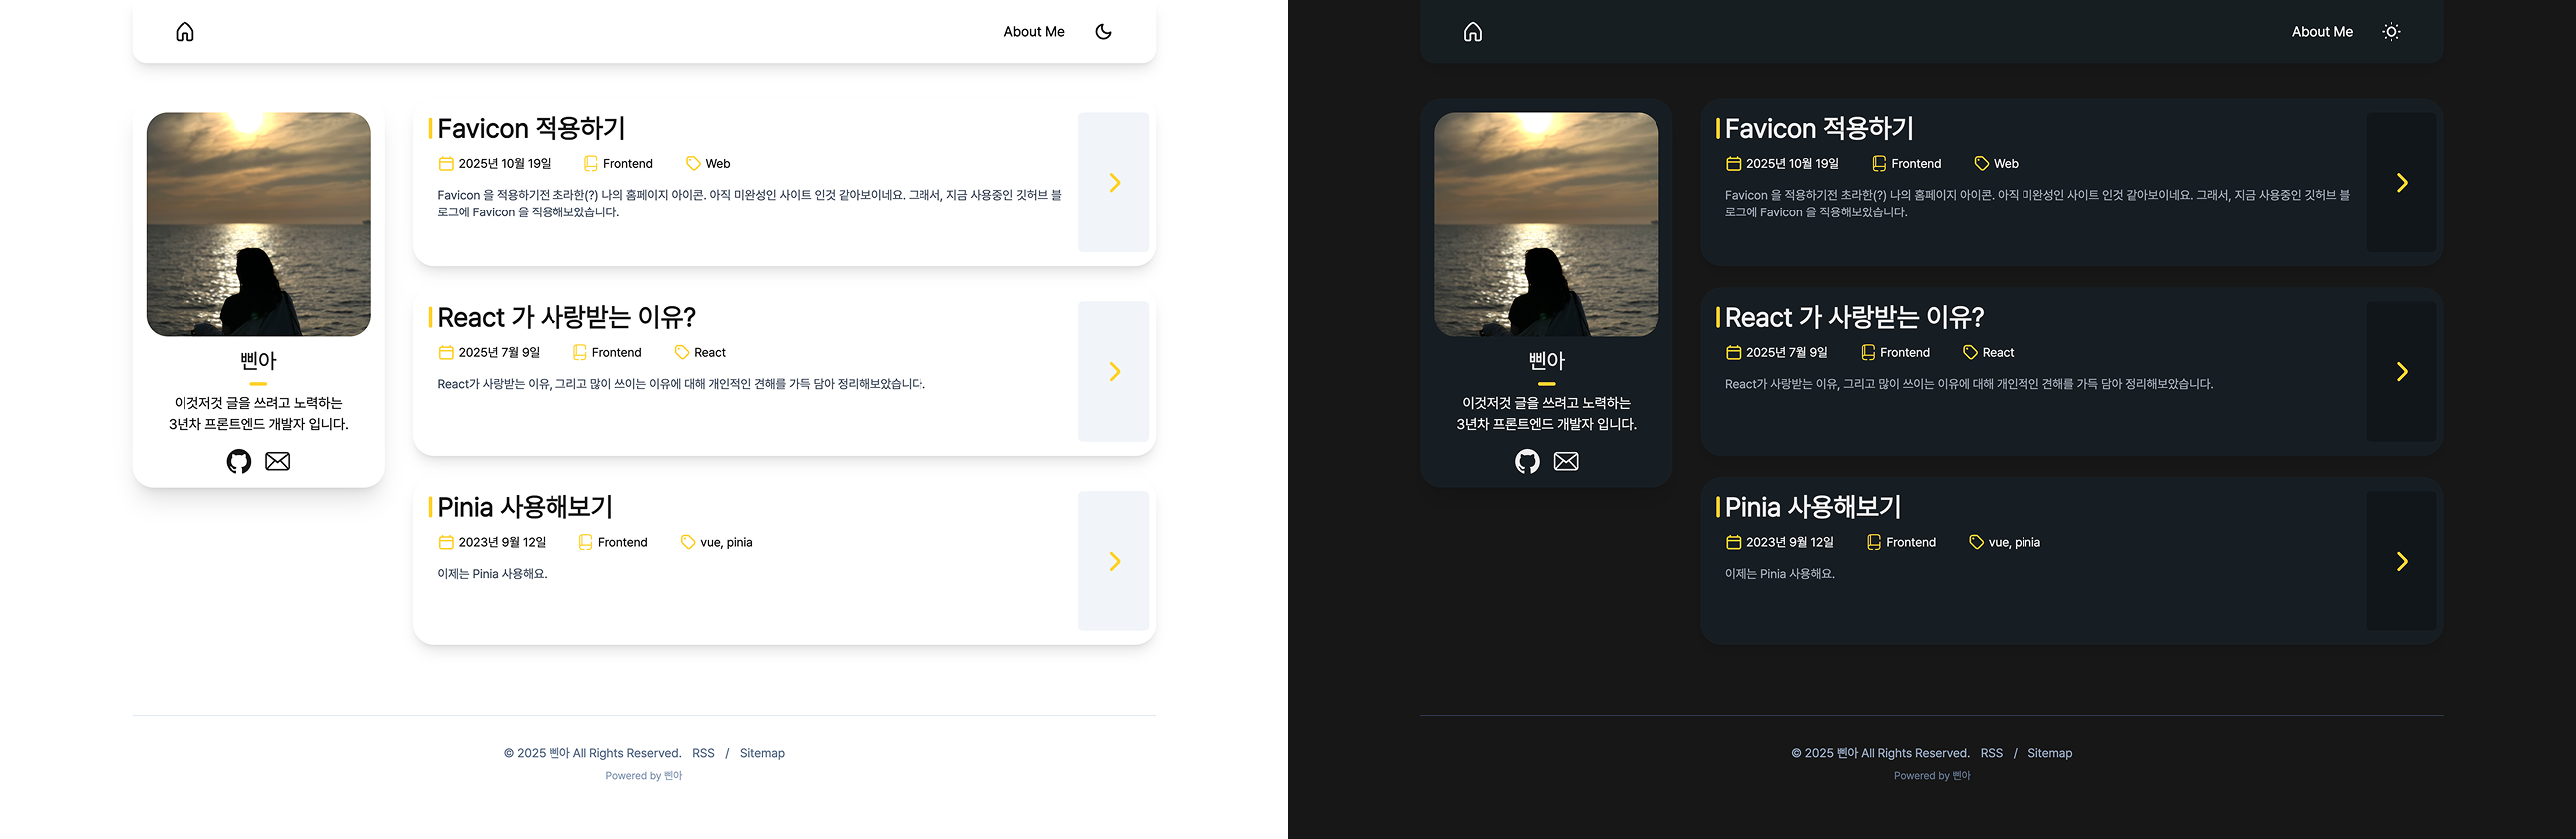 About Me
Favicon 적용하기
2025년 10월 19일 Frontend Web
Favicon 을 적용하기전 초라한(?) 나의 홈페이지 아이콘. 아직 미완성인 사이트 인것 같아보이네요. 그래서, 지금 사용중인 깃허브 블
로그에 Favicon 을 적용해보았습니다.
React 가 사랑받는 이유?
2025년 7월 9일 Frontend React
React가 사랑받는 이유, 그리고 많이 쓰이는 이유에 대해 개인적인 견해를 가득 담아 정리해보았습니다.
삔아
이것저것 글을 쓰려고 노력하는
3년차 프론트엔드 개발자 입니다.
Pinia 사용해보기
2023년 9월 12일 Frontend vue, pinia
이제는 Pinia 사용해요.
© 2025 삔아 All Rights Reserved. RSS / Sitemap
Powered by 삔아
About Me
Favicon 적용하기
2025년 10월 19일 Frontend Web
Favicon 을 적용하기전 초라한(?) 나의 홈페이지 아이콘. 아직 미완성인 사이트 인것 같아보이네요. 그래서, 지금 사용중인 깃허브 블
로그에 Favicon 을 적용해보았습니다.
React 가 사랑받는 이유?
2025년 7월 9일 Frontend React
React가 사랑받는 이유, 그리고 많이 쓰이는 이유에 대해 개인적인 견해를 가득 담아 정리해보았습니다.
삔아
이것저것 글을 쓰려고 노력하는
3년차 프론트엔드 개발자 입니다.
Pinia 사용해보기
2023년 9월 12일 Frontend vue, pinia
이제는 Pinia 사용해요.
© 2025 삔아 All Rights Reserved. RSS / Sitemap
Powered by 삔아